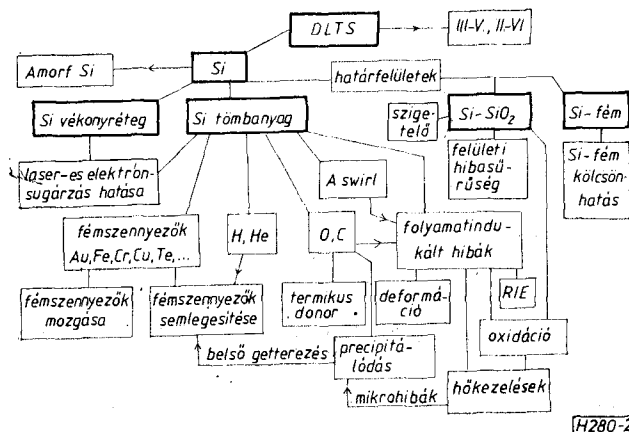 DLTS
III-V., II-VI
Amorf Si
Si
határfelületek
Si vékonyréteg
Si tömbanyag
szige-
telő
Si-SiO₂
Si-fém
laser-es elektron-
sugárzás hatása
felületi
hibasű-
rűség
Si-fém
kölcsön-
hatás
A swirl
fémszennyezők
Au,Fe,Cr,Cu,Te,...
H, He
O,C
folyamatindu-
kált hibák
fémszennyezők
mozgása
fémszennyezők
semlegesitése
termikus
donor
deformá-
ció
RIE
oxidáció
belső getterezés
precipitá-
lódás
mikrohibák
hőkezelések
H280-2